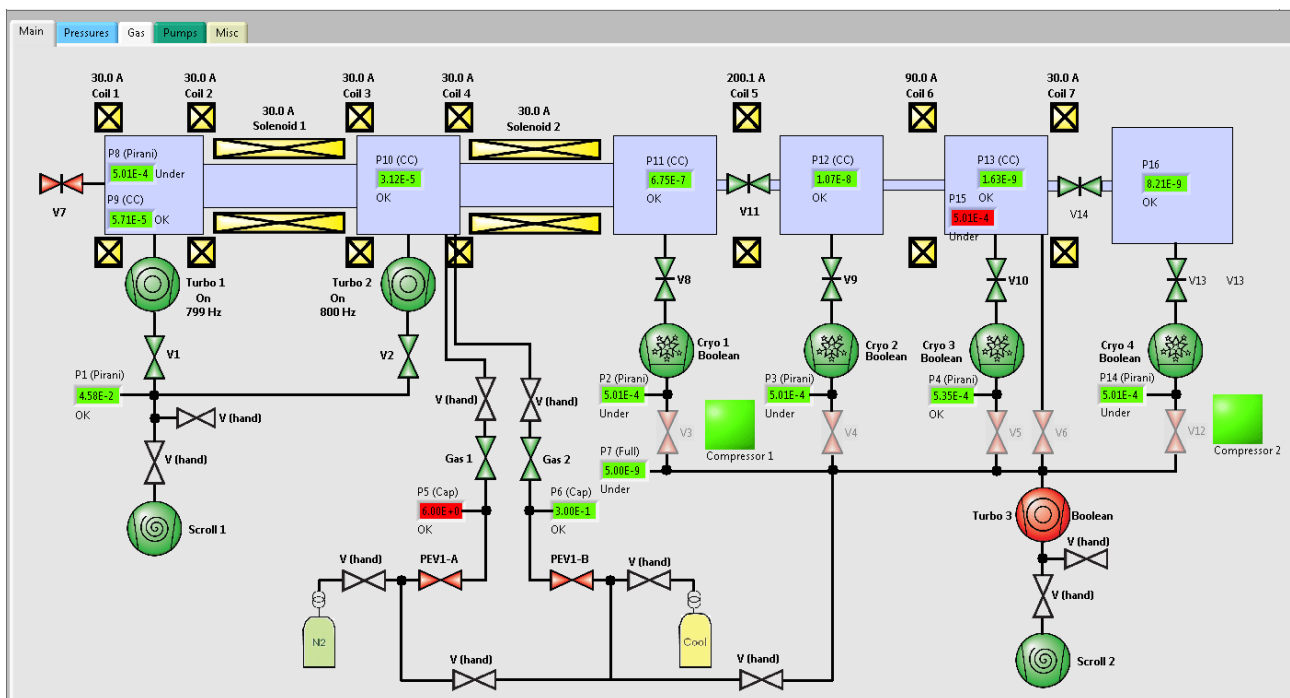 Main Pressures Gas Pumps Misc
30.0 A
Coil 1
30.0 A
Coil 2
30.0 A
Solenoid 1
30.0 A
Coil 3
30.0 A
Coil 4
30.0 A
Solenoid 2
200.1 A
Coil 5
90.0 A
Coil 6
30.0 A
Coil 7
P8 (Pirani)
5.01E-4 Under
P9 (CC)
5.71E-5 OK
V7
P10 (CC)
3.12E-5
OK
P11 (CC)
6.75E-7
OK
V11
P12 (CC)
1.07E-8
OK
P13 (CC)
1.63E-9
OK
P15
5.01E-4
Under
V14
P16
8.21E-9
OK
Turbo 1
On
799 Hz
Turbo 2
On
800 Hz
V8
V9
V10
V13 V13
V1
V2
Cryo 1
Boolean
Cryo 2
Boolean
Cryo 3
Boolean
Cryo 4
Boolean
P1 (Pirani)
4.58E-2
OK
P2 (Pirani)
5.01E-4
Under
P3 (Pirani)
5.01E-4
Under
P4 (Pirani)
5.35E-4
OK
P14 (Pirani)
5.01E-4
Under
V (hand)
V (hand)
V (hand)
V (hand)
V3
V4
V5
V6
V12
Compressor 1
Compressor 2
Gas 1
Gas 2
P7 (Full)
5.00E-9
Under
P5 (Cap)
6.00E+0
OK
P6 (Cap)
3.00E-1
OK
Scroll 1
Turbo 3
Boolean
V (hand)
V (hand)
V (hand)
PEV1-A
PEV1-B
V (hand)
N2
Cool
V (hand)
V (hand)
Scroll 2